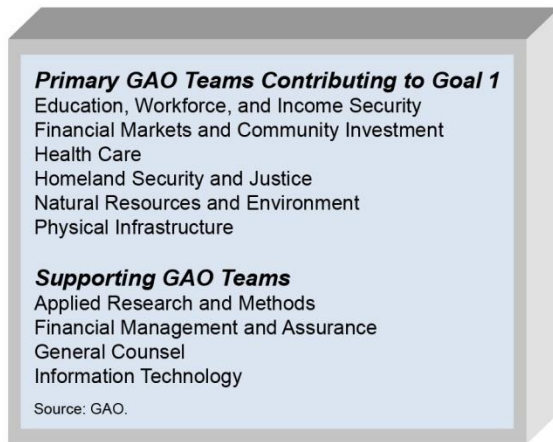 Primary GAO Teams Contributing to Goal 1
Education, Workforce, and Income Security
Financial Markets and Community Investment
Health Care
Homeland Security and Justice
Natural Resources and Environment
Physical Infrastructure
Supporting GAO Teams
Applied Research and Methods
Financial Management and Assurance
General Counsel
Information Technology
Source: GAO.